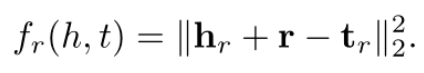 f_r(h, t) = ‖𝐡_r + 𝐫 − 𝐭_r‖_2^2.